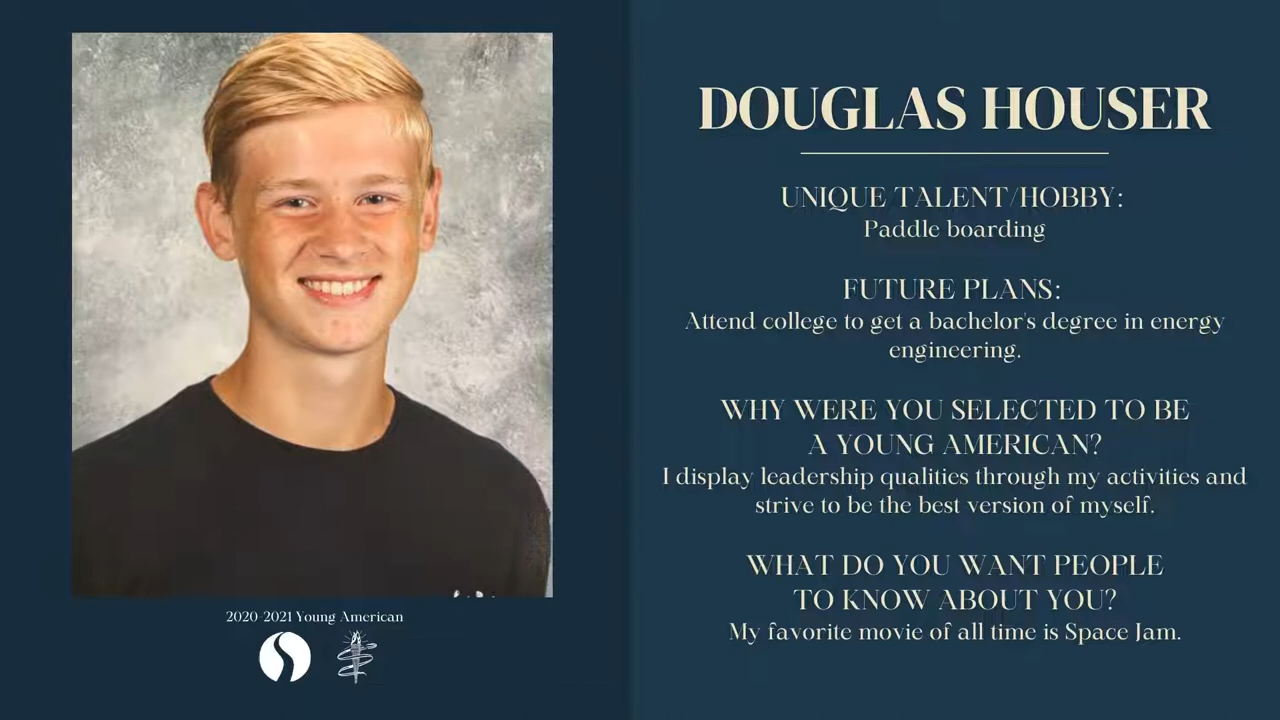 DOUGLAS HOUSER
UNIQUE TALENT/HOBBY:
Paddle boarding
FUTURE PLANS:
Attend college to get a bachelor's degree in energy
engineering.
WHY WERE YOU SELECTED TO BE
A YOUNG AMERICAN?
I display leadership qualities through my activities and
strive to be the best version of myself.
WHAT DO YOU WANT PEOPLE
TO KNOW ABOUT YOU?
My favorite movie of all time is Space Jam.
2020-2021 Young American